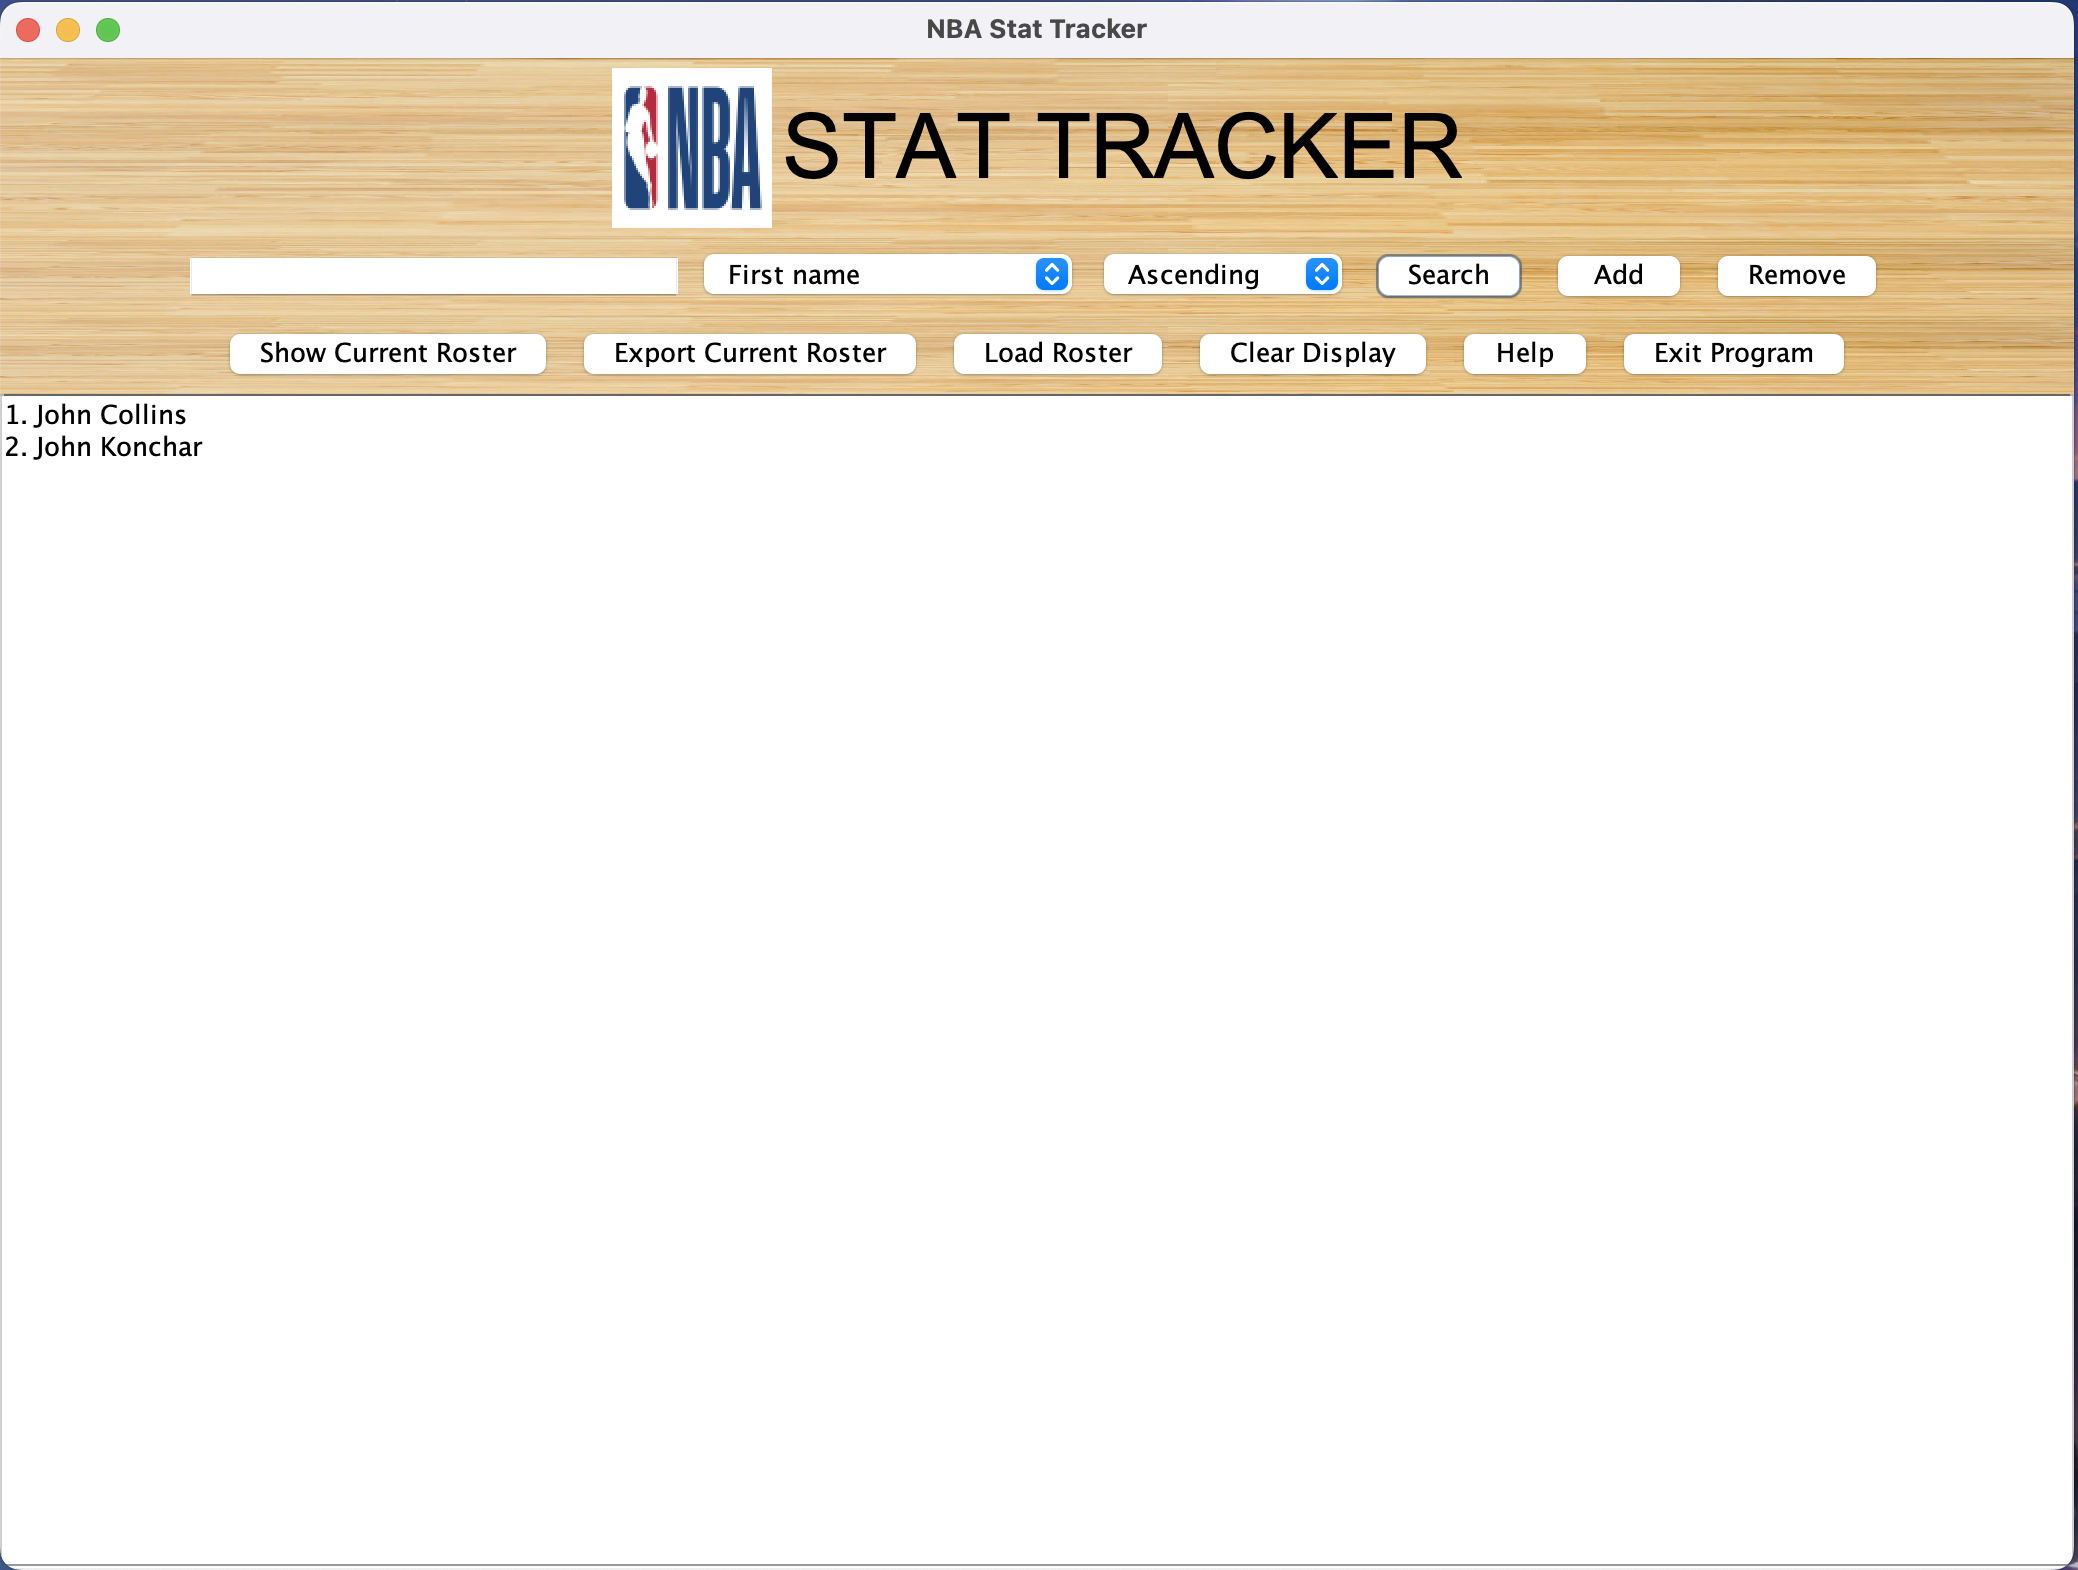 NBA Stat Tracker
NBA STAT TRACKER
First name Ascending Search Add Remove
Show Current Roster Export Current Roster Load Roster Clear Display Help Exit Program
1. John Collins
2. John Konchar